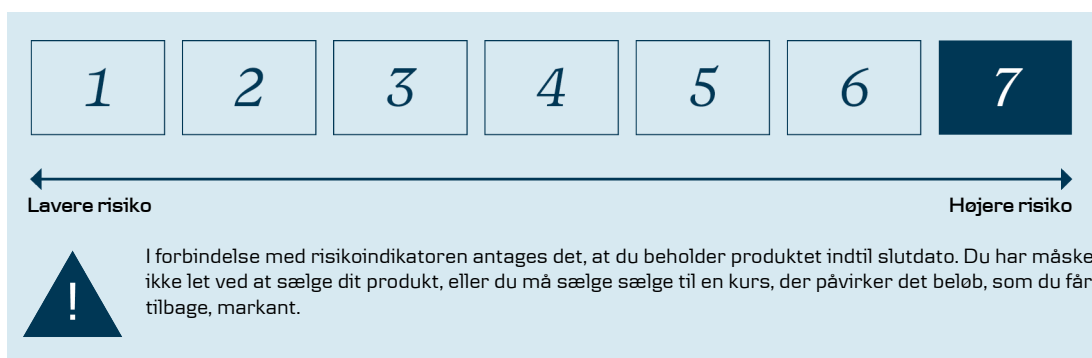 1 2 3 4 5 6 7
Lavere risiko Højere risiko
I forbindelse med risikoindikatoren antages det, at du beholder produktet indtil slutdato. Du har måske
ikke let ved at sælge dit produkt, eller du må sælge sælge til en kurs, der påvirker det beløb, som du får
tilbage, markant.
!